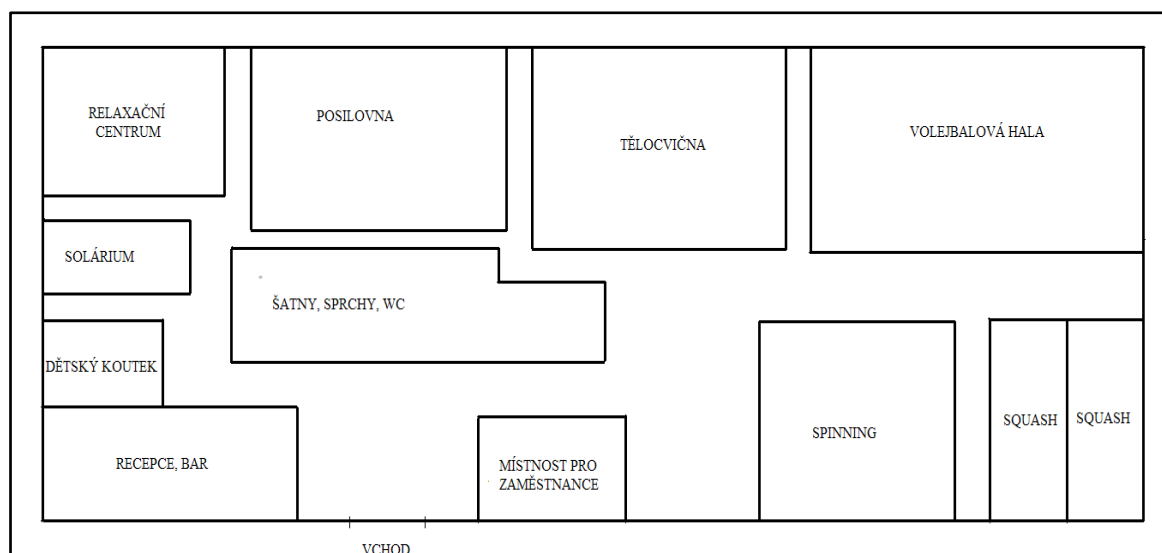 RELAXAČNÍ
CENTRUM
POSILOVNA
TĚLOCVIČNA
VOLEJBALOVÁ HALA
SOLÁRIUM
ŠATNY, SPRCHY, WC
DĚTSKÝ KOUTEK
RECEPCE, BAR
MÍSTNOST PRO
ZAMĚSTNANCE
SPINNING
SQUASH
SQUASH
VCHOD